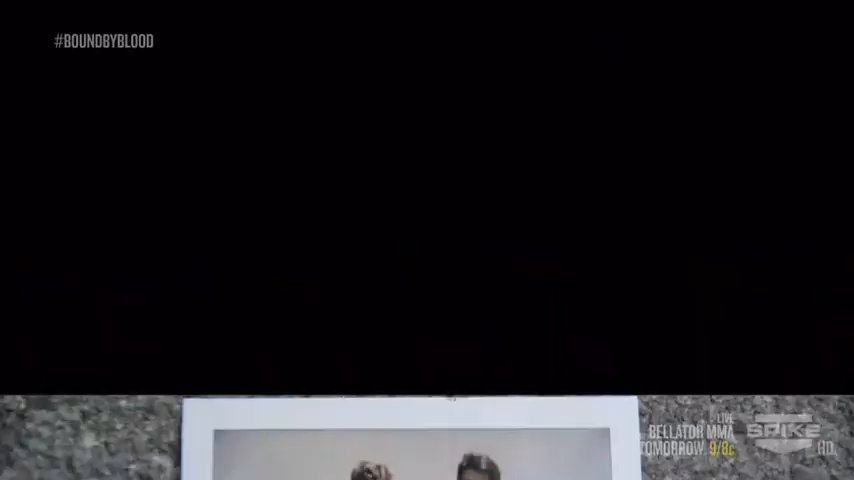 #BOUNDBYBLOOD
LIVE
BELLATOR MMA
TOMORROW. 9/8c
SPIKE
HD